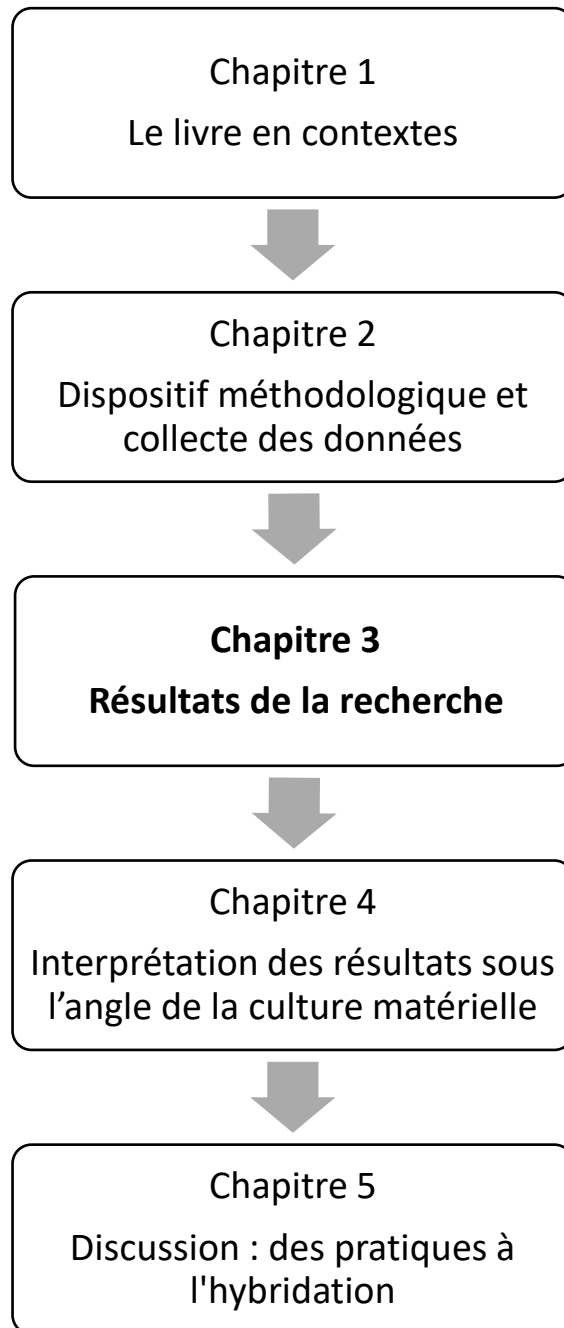 Chapitre 1
Le livre en contextes
Chapitre 2
Dispositif méthodologique et
collecte des données
Chapitre 3
Résultats de la recherche
Chapitre 4
Interprétation des résultats sous
l’angle de la culture matérielle
Chapitre 5
Discussion : des pratiques à
l'hybridation